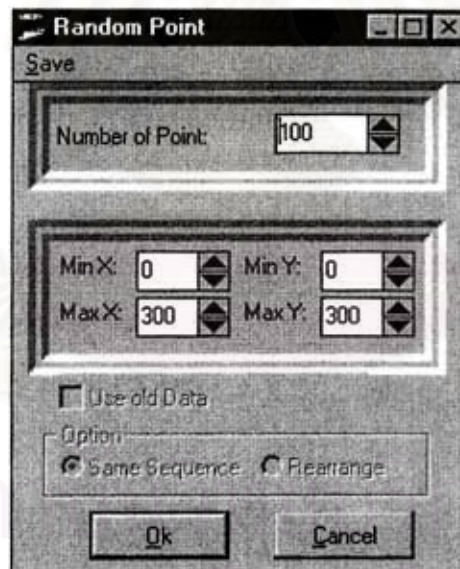 Random Point
Save
Number of Point: 100
Min X: 0 Min Y: 0
Max X: 300 Max Y: 300
Use old Data
Option
Same Sequence Rearrange
Ok Cancel